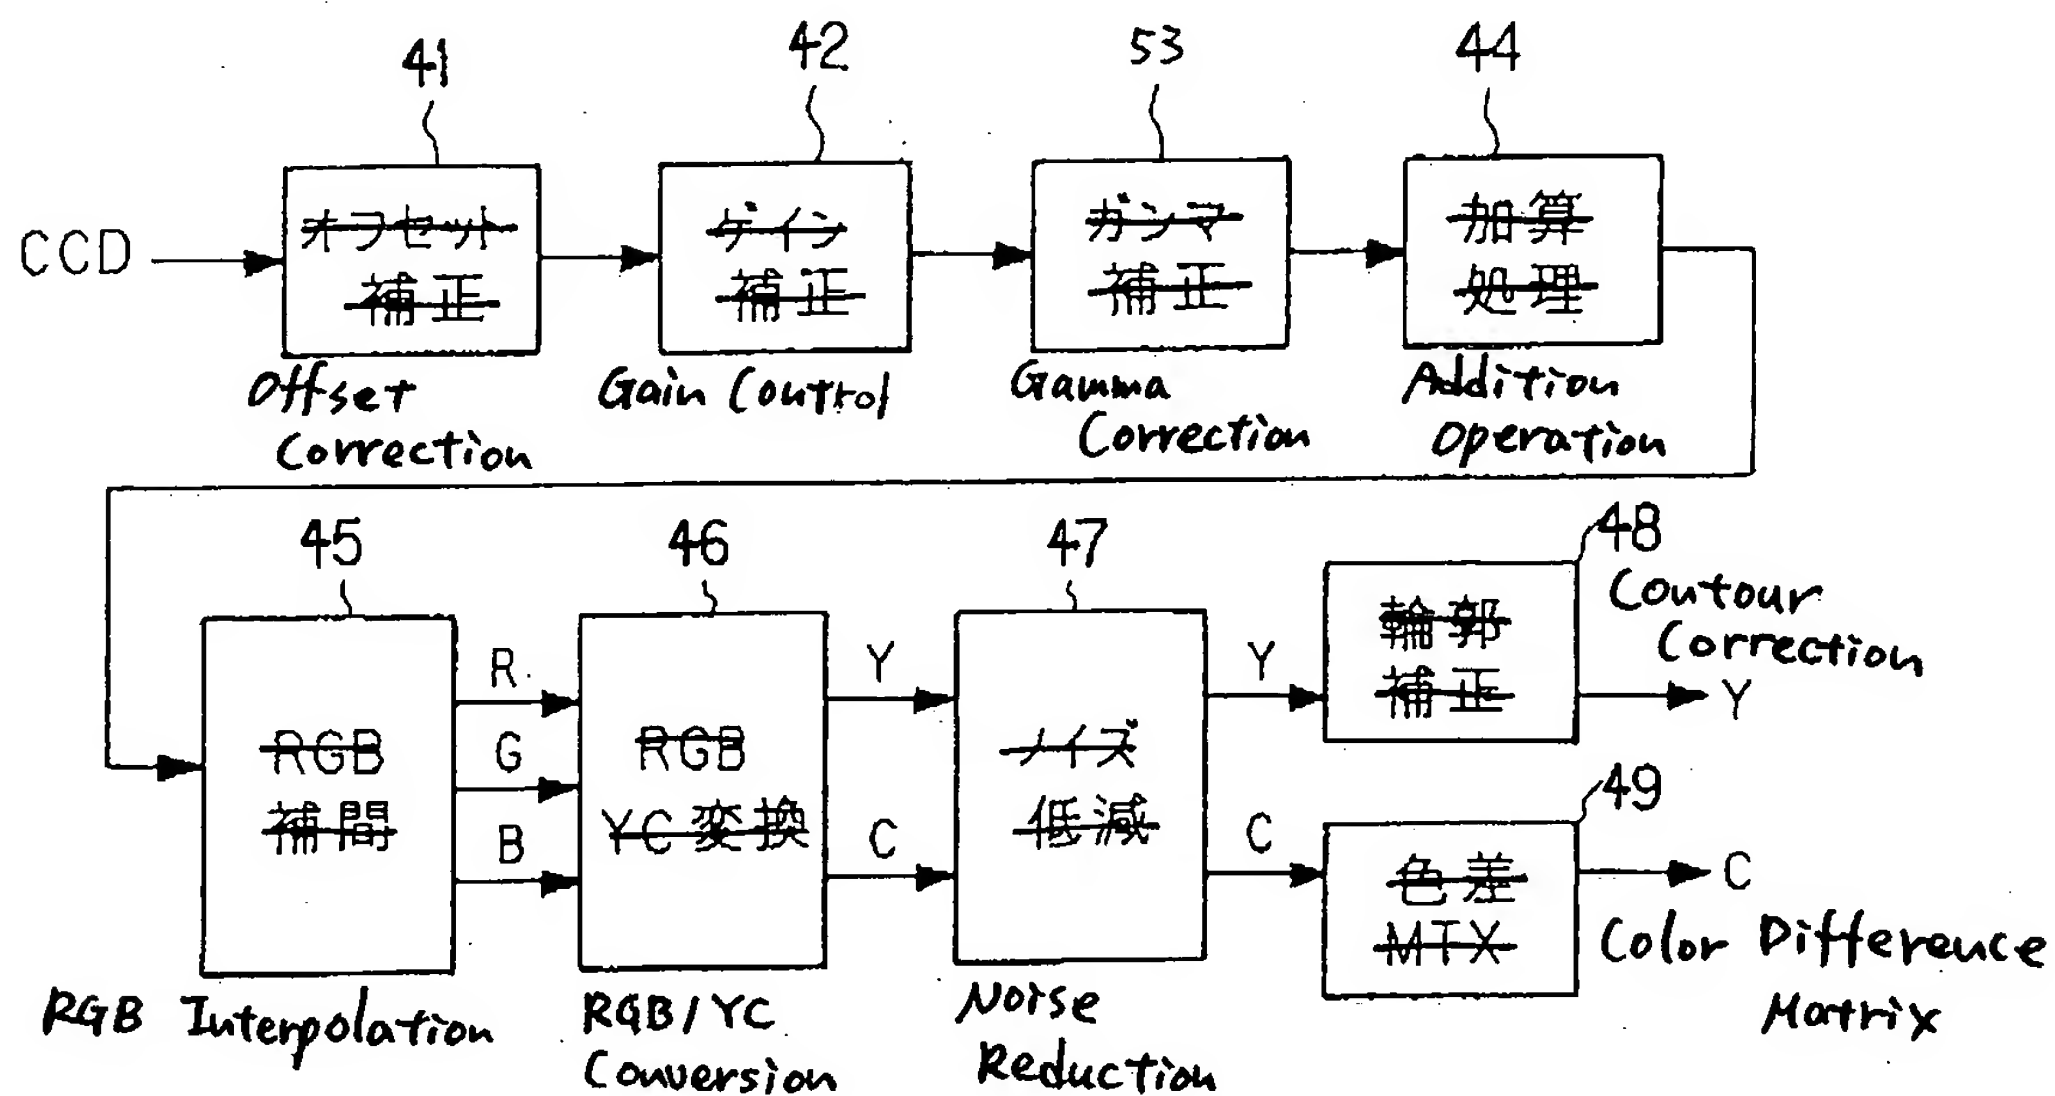 41
42
53
44
CCD
オフセット
補正
ゲイン
補正
ガンマ
補正
加算
処理
Offset
Correction
Gain Control
Gamma
Correction
Addition
Operation
45
46
47
48
RGB
補間
R
G
B
RGB
YC変換
Y
C
ノイズ
低減
Y
C
輪郭
補正
Contour
Correction
Y
49
色差
MTX
C
Color Difference
Matrix
RGB Interpolation
RGB/YC
Conversion
Noise
Reduction